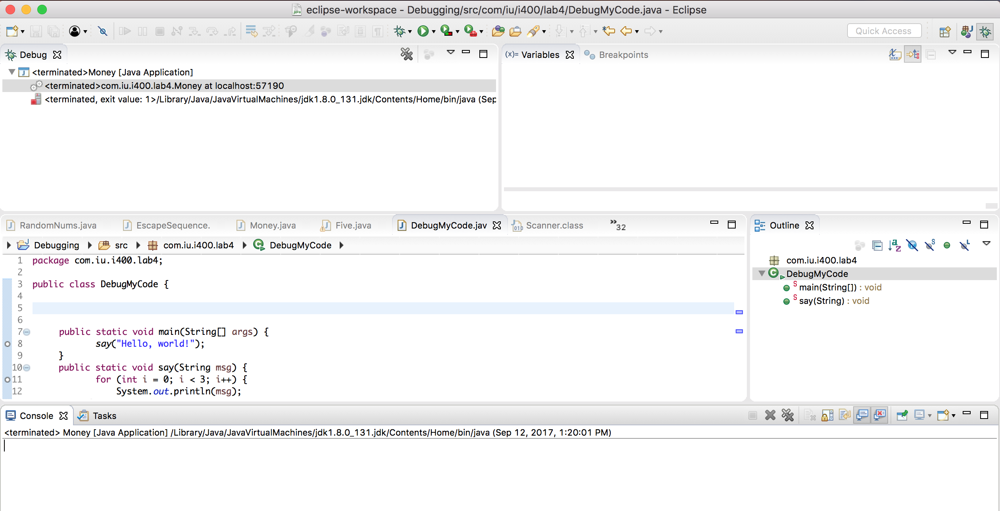 eclipse-workspace - Debugging/src/com/iu/i400/lab4/DebugMyCode.java - Eclipse
Quick Access
Debug
Variables
Breakpoints
<terminated>Money [Java Application]
<terminated>com.iu.i400.lab4.Money at localhost:57190
<terminated, exit value: 1>/Library/Java/JavaVirtualMachines/jdk1.8.0_131.jdk/Contents/Home/bin/java (Sep
RandomNums.java
EscapeSequence.
Money.java
Five.java
DebugMyCode.jav
Scanner.class
»32
Outline
Debugging
src
com.iu.i400.lab4
DebugMyCode
1 package com.iu.i400.lab4;
2
3 public class DebugMyCode {
4
5
6
7 public static void main(String[] args) {
8 say("Hello, world!");
9 }
10 public static void say(String msg) {
11 for (int i = 0; i < 3; i++) {
12 System.out.println(msg);
com.iu.i400.lab4
DebugMyCode
main(String[]) : void
say(String) : void
Console
Tasks
<terminated> Money [Java Application] /Library/Java/JavaVirtualMachines/jdk1.8.0_131.jdk/Contents/Home/bin/java (Sep 12, 2017, 1:20:01 PM)